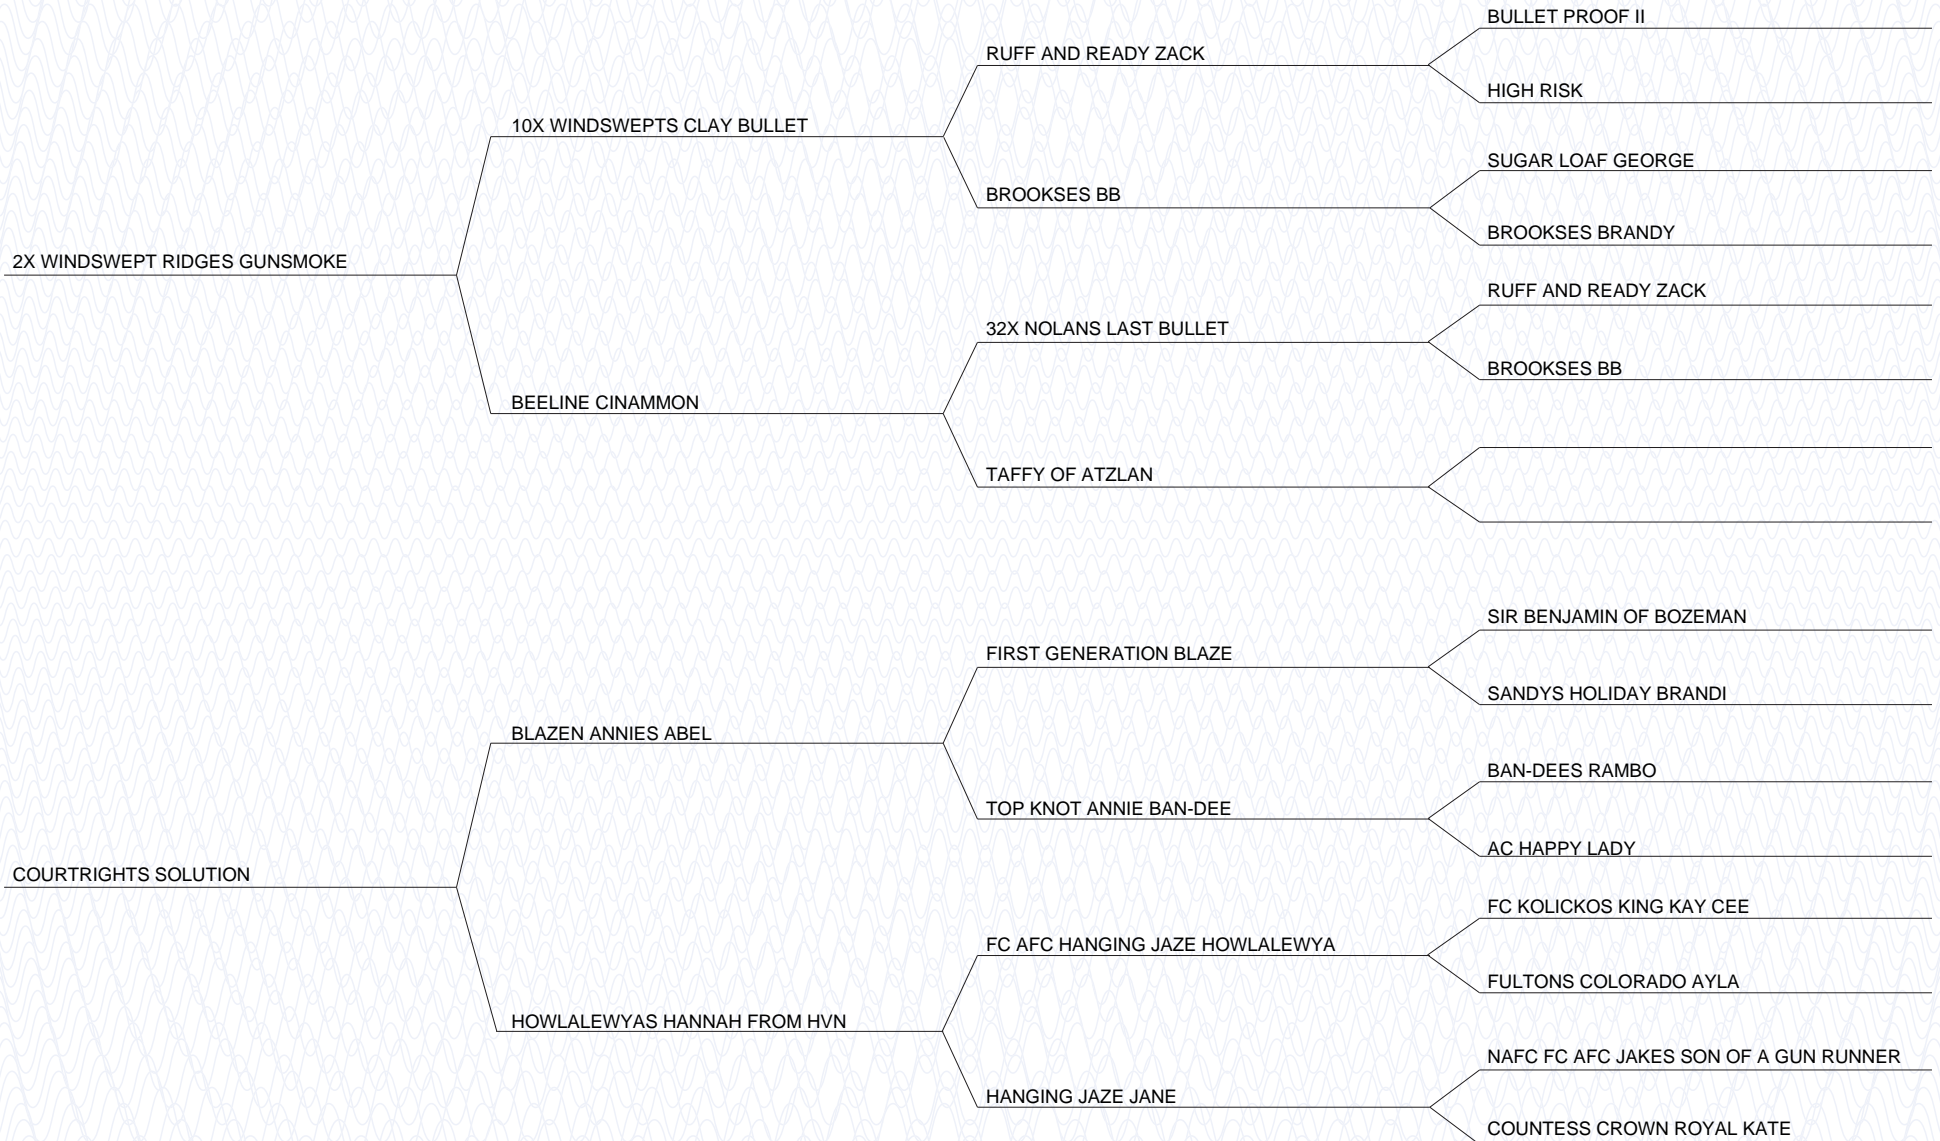 BULLET PROOF II
RUFF AND READY ZACK
HIGH RISK
10X WINDSWEPTS CLAY BULLET
SUGAR LOAF GEORGE
BROOKSES BB
BROOKSES BRANDY
2X WINDSWEPT RIDGES GUNSMOKE
RUFF AND READY ZACK
32X NOLANS LAST BULLET
BROOKSES BB
BEELINE CINAMMON
TAFFY OF ATZLAN
SIR BENJAMIN OF BOZEMAN
FIRST GENERATION BLAZE
SANDYS HOLIDAY BRANDI
BLAZEN ANNIES ABEL
BAN-DEES RAMBO
TOP KNOT ANNIE BAN-DEE
AC HAPPY LADY
COURTRIGHTS SOLUTION
FC KOLICKOS KING KAY CEE
FC AFC HANGING JAZE HOWLALEWYA
FULTONS COLORADO AYLA
HOWLALEWYAS HANNAH FROM HVN
NAFC FC AFC JAKES SON OF A GUN RUNNER
HANGING JAZE JANE
COUNTESS CROWN ROYAL KATE